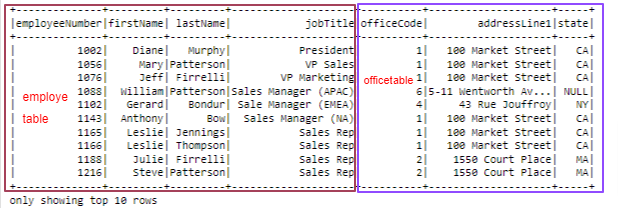 +--------------+---------+---------+--------------------+----------+--------------------+-----+
|employeeNumber|firstName| lastName|            jobTitle|officeCode|        addressLine1|state|
+--------------+---------+---------+--------------------+----------+--------------------+-----+
|          1002|    Diane|   Murphy|           President|         1|   100 Market Street|   CA|
|          1056|     Mary|Patterson|            VP Sales|         1|   100 Market Street|   CA|
|          1076|     Jeff| Firrelli|        VP Marketing|         1|   100 Market Street|   CA|
officetable
|          1088|  William|Patterson|Sales Manager (APAC)|         6|5-11 Wentworth Av...| NULL|
employe
|          1102|   Gerard|   Bondur| Sale Manager (EMEA)|         4|    43 Rue Jouffroy|   NY|
table
|          1143|  Anthony|      Bow|  Sales Manager (NA)|         1|   100 Market Street|   CA|
|          1165|   Leslie| Jennings|           Sales Rep|         1|   100 Market Street|   CA|
|          1166|   Leslie| Thompson|           Sales Rep|         1|   100 Market Street|   CA|
|          1188|    Julie| Firrelli|           Sales Rep|         2|    1550 Court Place|   MA|
|          1216|    Steve|Patterson|           Sales Rep|         2|    1550 Court Place|   MA|
+--------------+---------+---------+--------------------+----------+--------------------+-----+
only showing top 10 rows